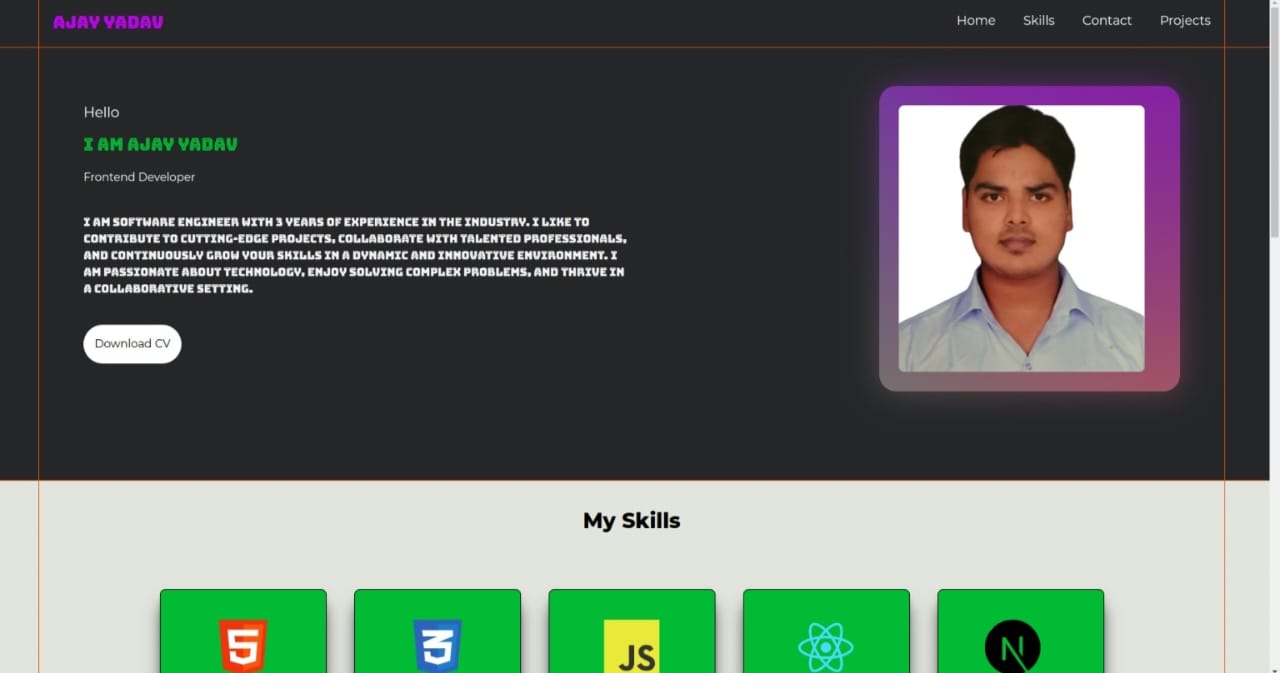 AJAY YADAV
Home Skills Contact Projects
Hello
I AM AJAY YADAV
Frontend Developer
I AM SOFTWARE ENGINEER WITH 3 YEARS OF EXPERIENCE IN THE INDUSTRY. I LIKE TO
CONTRIBUTE TO CUTTING-EDGE PROJECTS, COLLABORATE WITH TALENTED PROFESSIONALS,
AND CONTINUOUSLY GROW YOUR SKILLS IN A DYNAMIC AND INNOVATIVE ENVIRONMENT. I
AM PASSIONATE ABOUT TECHNOLOGY, ENJOY SOLVING COMPLEX PROBLEMS, AND THRIVE IN
A COLLABORATIVE SETTING.
Download CV
My Skills
5 3 JS N